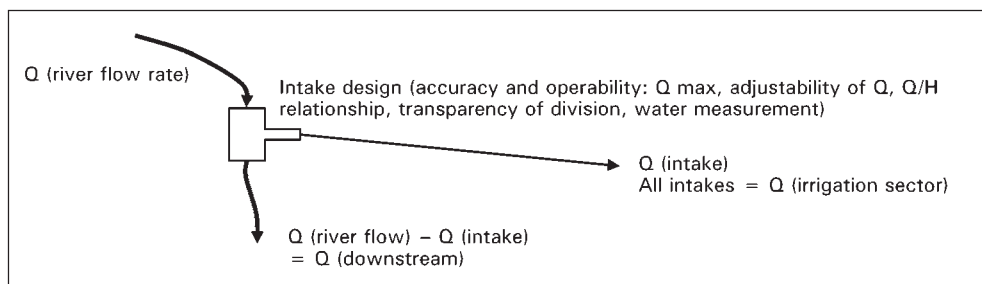 Q (river flow rate)
Intake design (accuracy and operability: Q max, adjustability of Q, Q/H
relationship, transparency of division, water measurement)
Q (intake)
All intakes = Q (irrigation sector)
Q (river flow) – Q (intake)
= Q (downstream)